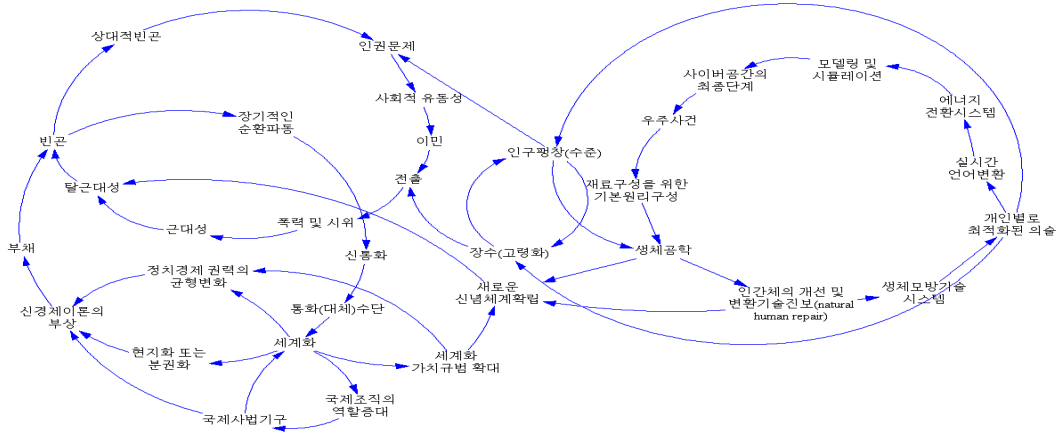 상대적빈곤
인권문제
사회적 유동성
이민
전출
장기적인
순환파동
빈곤
탈근대성
근대성
폭력 및 시위
부채
신통화
정치경제 권력의
균형변화
신경제이론의
부상
통화(대체)수단
세계화
현지화 또는
분권화
세계화
가치규범 확대
국제조직의
역할증대
국제사법기구
새로운
신념체계확립
장수(고령화)
인구팽창(수준)
사이버공간의
최종단계
모델링 및
시뮬레이션
우주사건
에너지
전환시스템
실시간
언어변환
재료구성을 위한
기본원리구성
개인별로
최적화된 의술
생체공학
인간체의 개선 및
변환기술진보(natural
human repair)
생체모방기술
시스템